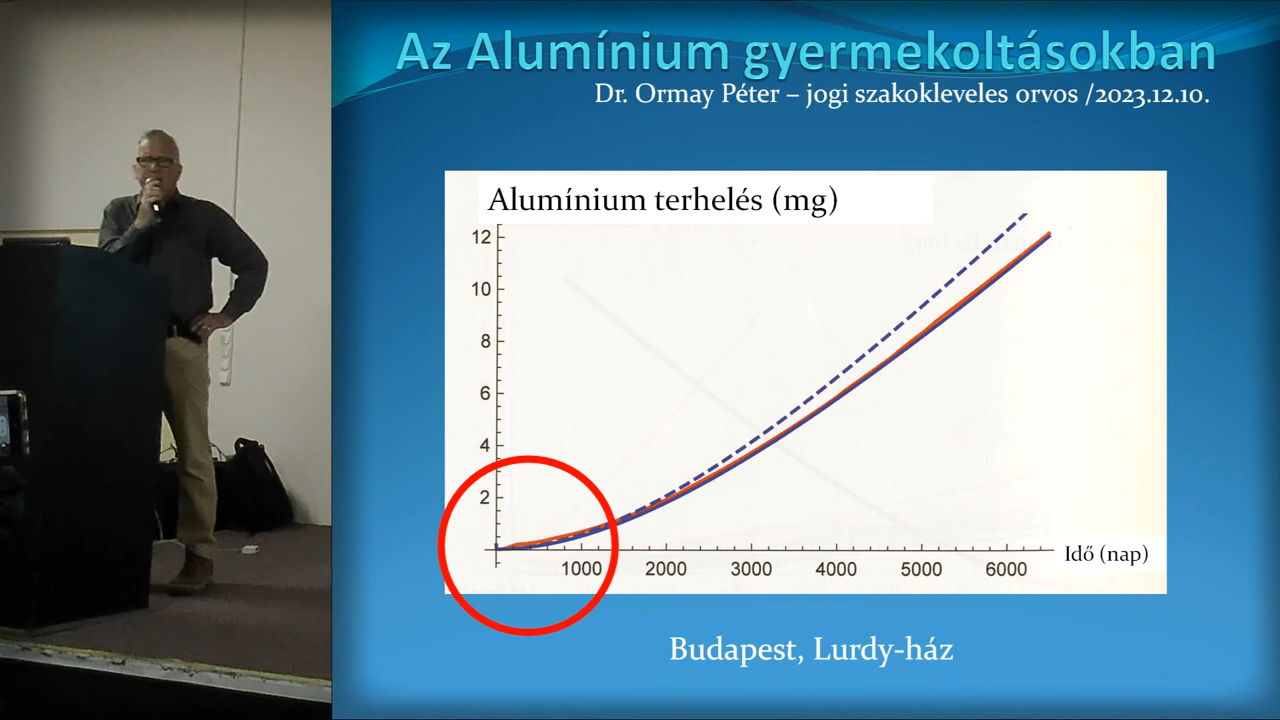 Az Alumínium gyermekoltásokban
Dr. Ormay Péter – jogi szakokleveles orvos /2023.12.10.
Alumínium terhelés (mg)
12
10
8
6
4
2
1000 2000 3000 4000 5000 6000
Idő (nap)
Budapest, Lurdy-ház